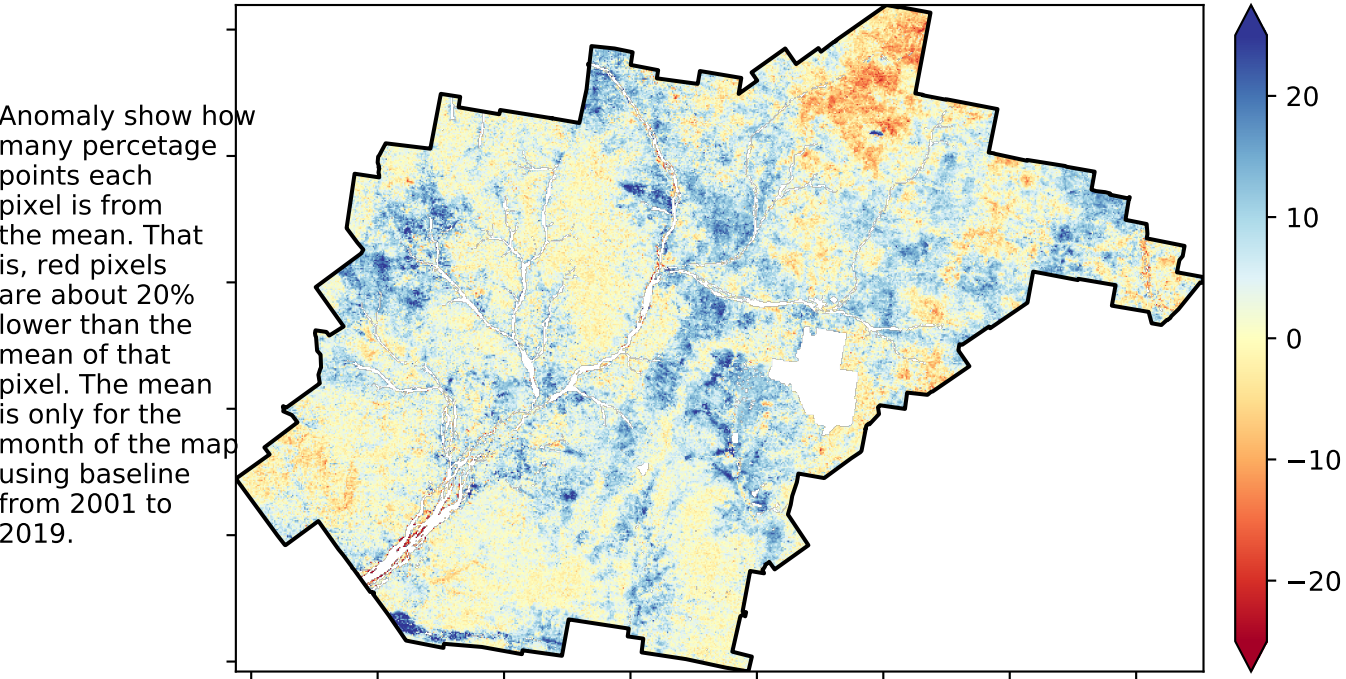 Anomaly show how
many percetage
points each
pixel is from
the mean. That
is, red pixels
are about 20%
lower than the
mean of that
pixel. The mean
is only for the
month of the map
using baseline
from 2001 to
2019.
20
10
0
−10
−20